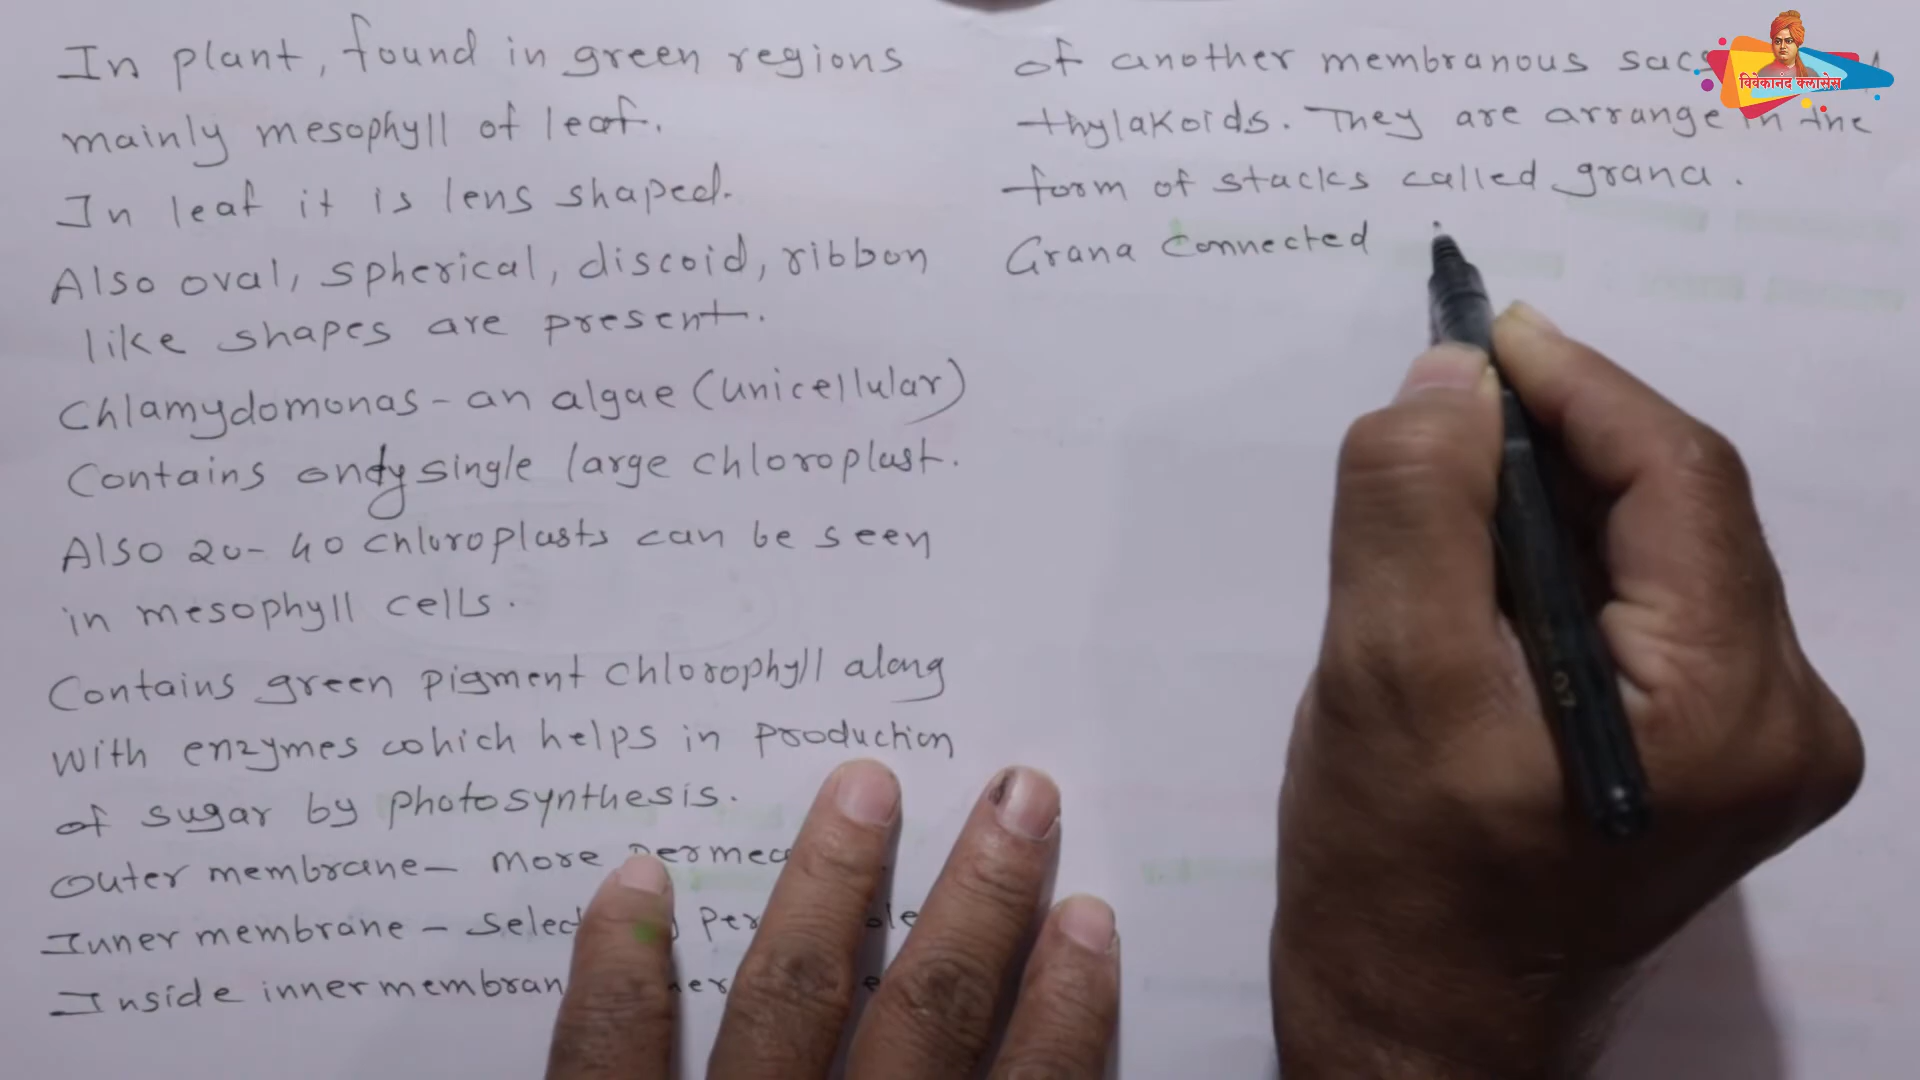 In plant, found in green regions
mainly mesophyll of leaf.
In leaf it is lens shaped.
Also oval, spherical, discoid, ribbon
like shapes are present.
Chlamydomonas - an algae (unicellular)
Contains only single large chloroplast.
Also 20-40 chloroplasts can be seen
in mesophyll cells.
Contains green pigment chlorophyll along
with enzymes which helps in production
of sugar by photosynthesis.
Outer membrane - more
Inner membrane -
Inside inner
of another membranous sacs
thylakoids. They are arrange in the
form of stacks called grana.
Grana connected
विवेकानंद क्लासेस